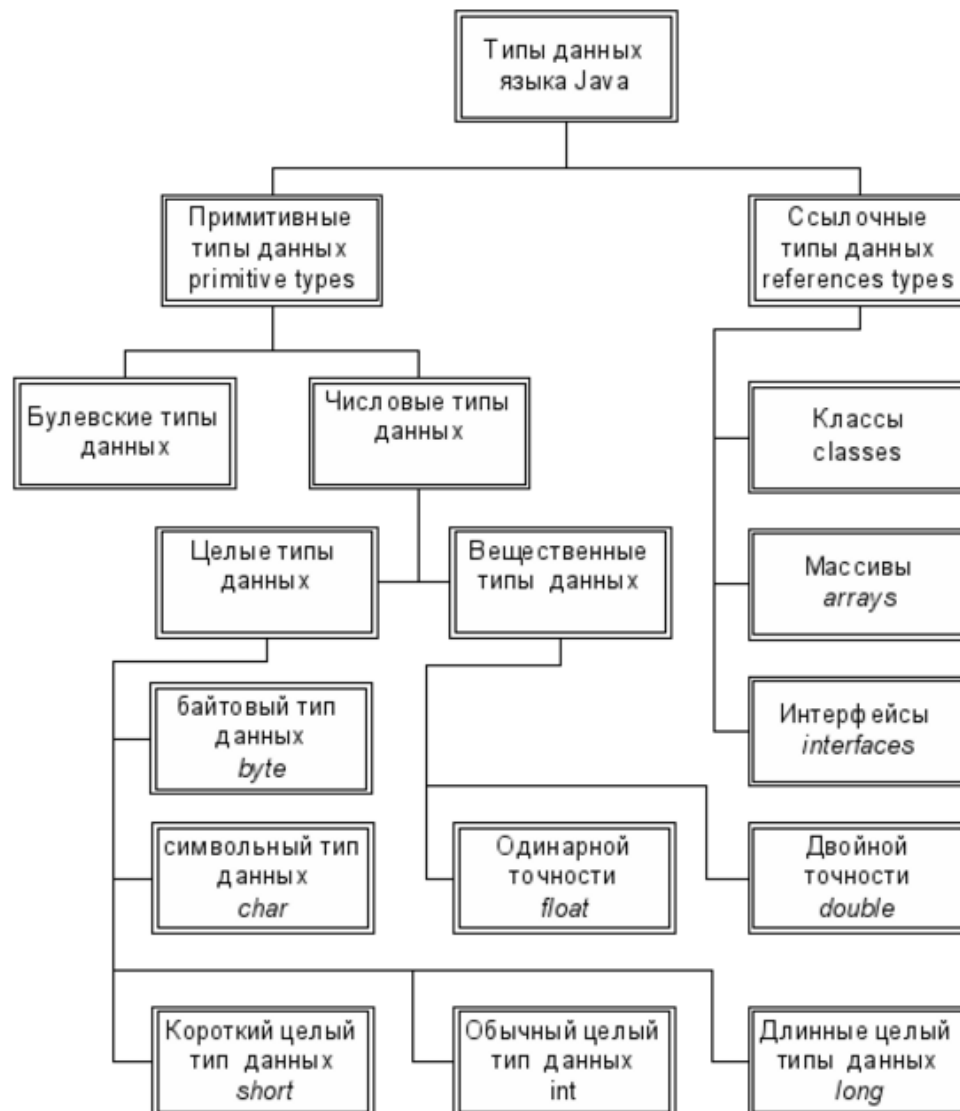 Типы данных
языка Java
Примитивные
типы данных
primitive types
Ссылочные
типы данных
references types
Булевские типы
данных
Числовые типы
данных
Классы
classes
Целые типы
данных
Вещественные
типы данных
Массивы
arrays
байтовый тип
данных
byte
Интерфейсы
interfaces
символьный тип
данных
char
Одинарной
точности
float
Двойной
точности
double
Короткий целый
тип данных
short
Обычный целый
тип данных
int
Длинные целый
типы данных
long